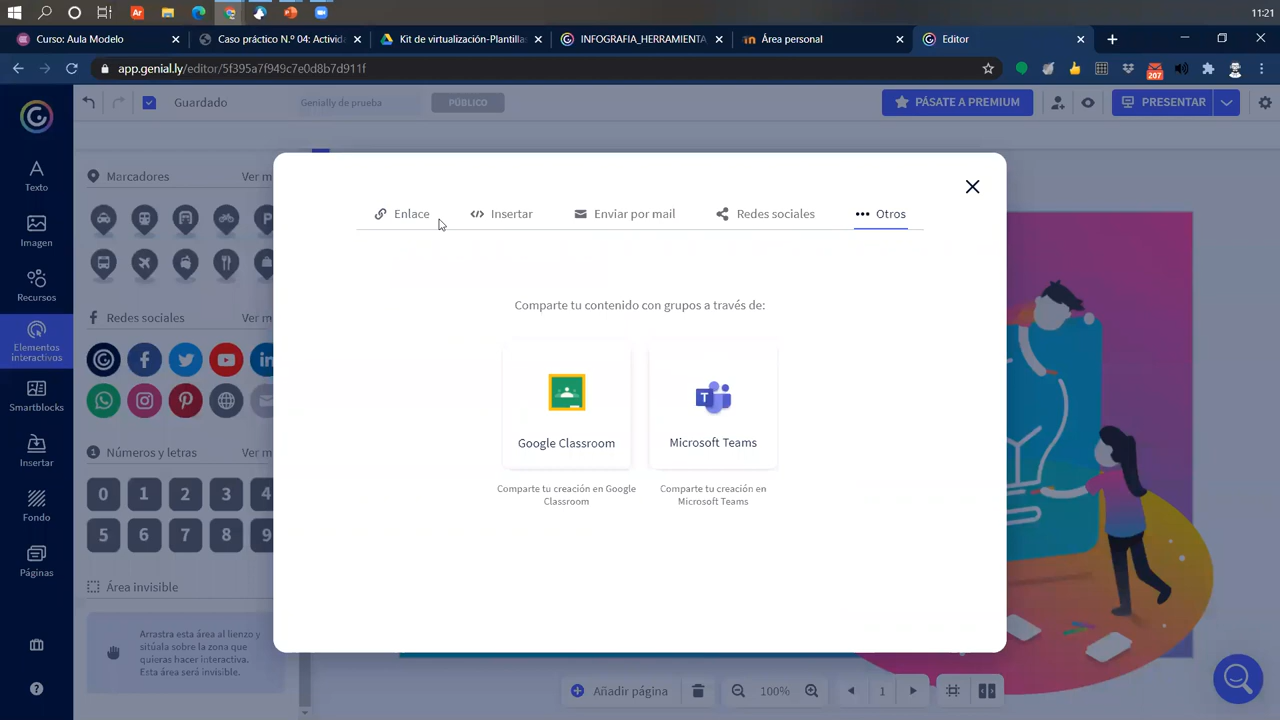 11:21
Curso: Aula Modelo
Caso práctico N.º 04: Activida
Kit de virtualización-Plantillas
INFOGRAFIA_HERRAMIENTA
Área personal
Editor
app.genial.ly/editor/5f395a7f949c7e0d8b7d911f
207
Guardado
Genially de prueba
PÚBLICO
PÁSATE A PREMIUM
PRESENTAR
Texto
Imagen
Recursos
Elementos
interactivos
Smartblocks
Insertar
Fondo
Páginas
Marcadores
Ver m
Redes sociales
Ver m
Números y letras
Ver m
0 1 2 3 4
5 6 7 8 9
Área invisible
Arrastra esta área al lienzo y
sitúala sobre la zona que
quieras hacer interactiva.
Esta área será invisible.
Enlace
Insertar
Enviar por mail
Redes sociales
Otros
Comparte tu contenido con grupos a través de:
Google Classroom
Microsoft Teams
Comparte tu creación en Google
Classroom
Comparte tu creación en
Microsoft Teams
Añadir página
100%
1